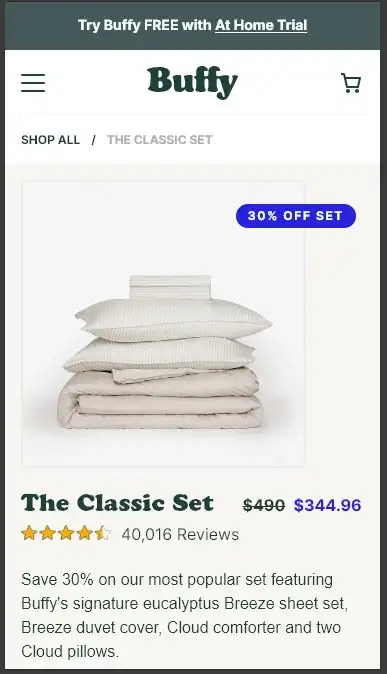 Try Buffy FREE with At Home Trial
Buffy
SHOP ALL / THE CLASSIC SET
30% OFF SET
The Classic Set $490 $344.96
40,016 Reviews
Save 30% on our most popular set featuring
Buffy's signature eucalyptus Breeze sheet set,
Breeze duvet cover, Cloud comforter and two
Cloud pillows.